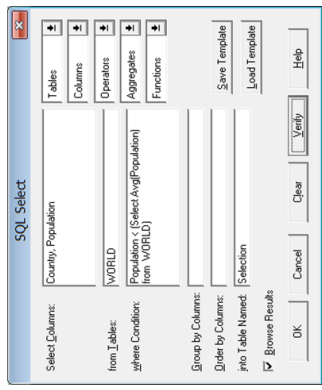 SQL Select
Select Columns: Country, Population Tables
Columns
from Tables: WORLD Operators
where Condition: Population < (Select Avg(Population) Aggregates
from WORLD) Functions
Group by Columns:
Order by Columns: Save Template
into Table Named: Selection Load Template
Browse Results
OK Cancel Clear Verify Help